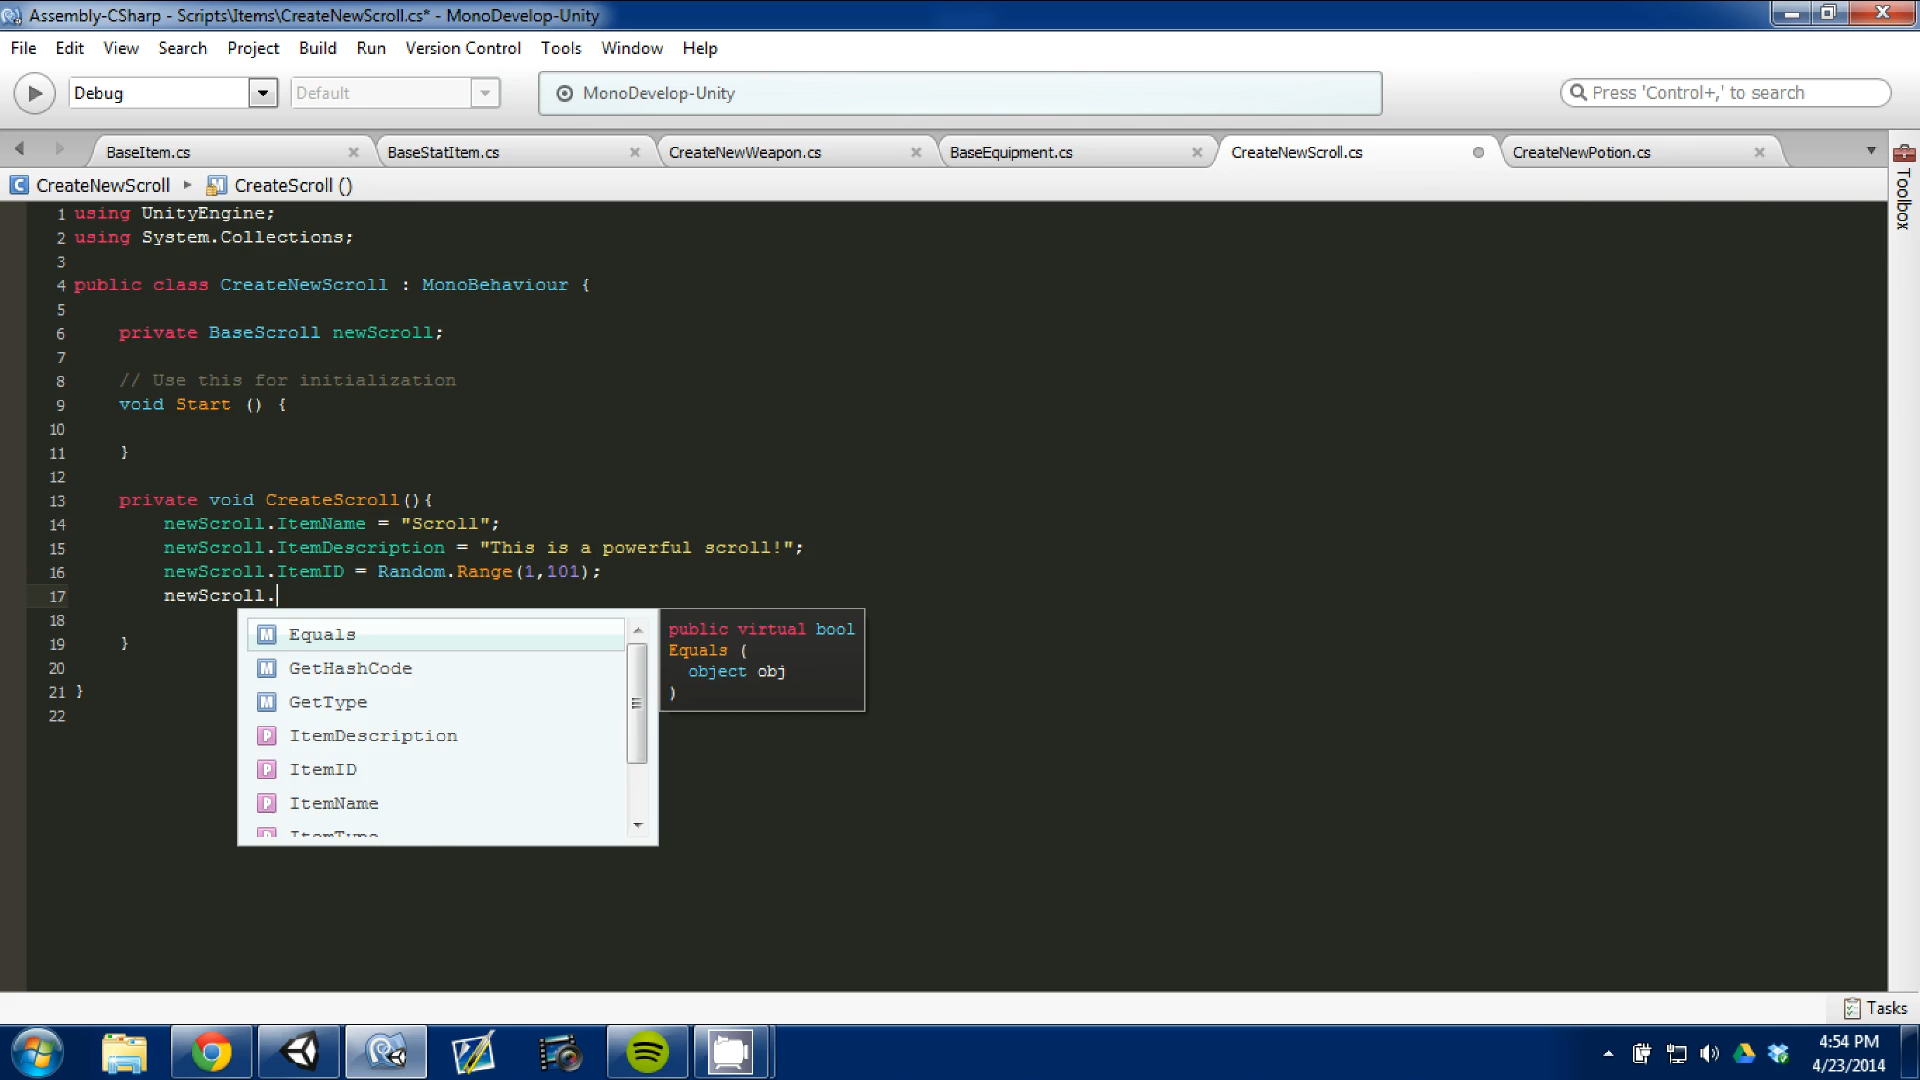 Assembly-CSharp - Scripts\Items\CreateNewScroll.cs* - MonoDevelop-Unity
File Edit View Search Project Build Run Version Control Tools Window Help
Debug Default MonoDevelop-Unity Press 'Control+,' to search
BaseItem.cs BaseStatItem.cs CreateNewWeapon.cs BaseEquipment.cs CreateNewScroll.cs CreateNewPotion.cs
CreateNewScroll CreateScroll ()
Toolbox
1 using UnityEngine;
2 using System.Collections;
3
4 public class CreateNewScroll : MonoBehaviour {
5
6 private BaseScroll newScroll;
7
8 // Use this for initialization
9 void Start () {
10
11 }
12
13 private void CreateScroll(){
14 newScroll.ItemName = "Scroll";
15 newScroll.ItemDescription = "This is a powerful scroll!";
16 newScroll.ItemID = Random.Range(1,101);
17 newScroll.
18
19 }
20
21 }
22
Equals
GetHashCode
GetType
ItemDescription
ItemID
ItemName
ItemType
public virtual bool
Equals (
object obj
)
Tasks
4:54 PM
4/23/2014